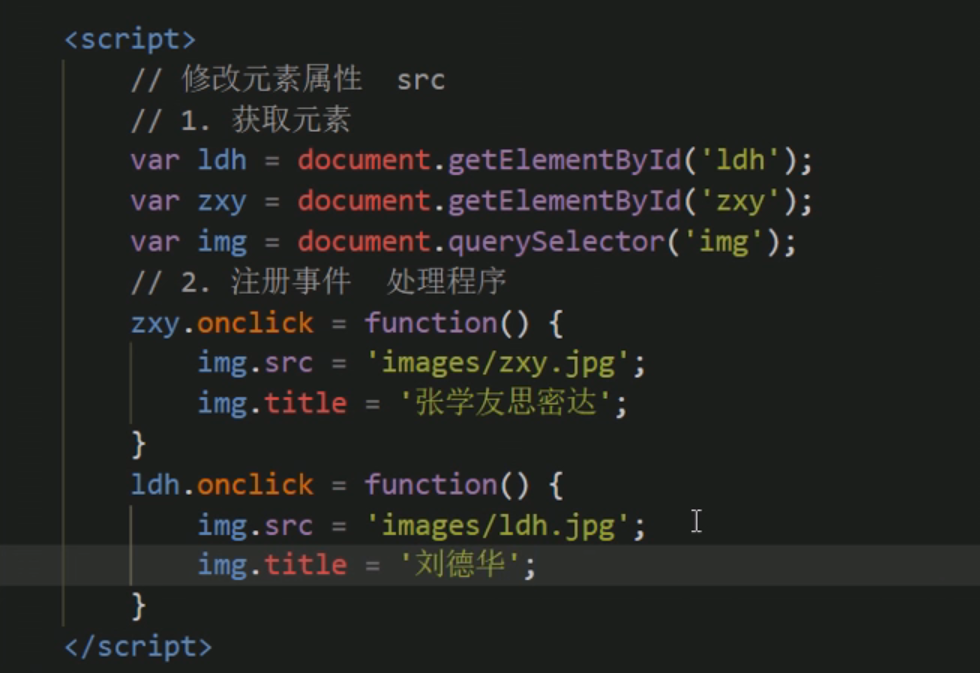 <script>
// 修改元素属性  src
// 1. 获取元素
var ldh = document.getElementById('ldh');
var zxy = document.getElementById('zxy');
var img = document.querySelector('img');
// 2. 注册事件  处理程序
zxy.onclick = function() {
img.src = 'images/zxy.jpg';
img.title = '张学友思密达';
}
ldh.onclick = function() {
img.src = 'images/ldh.jpg';
img.title = '刘德华';
}
</script>